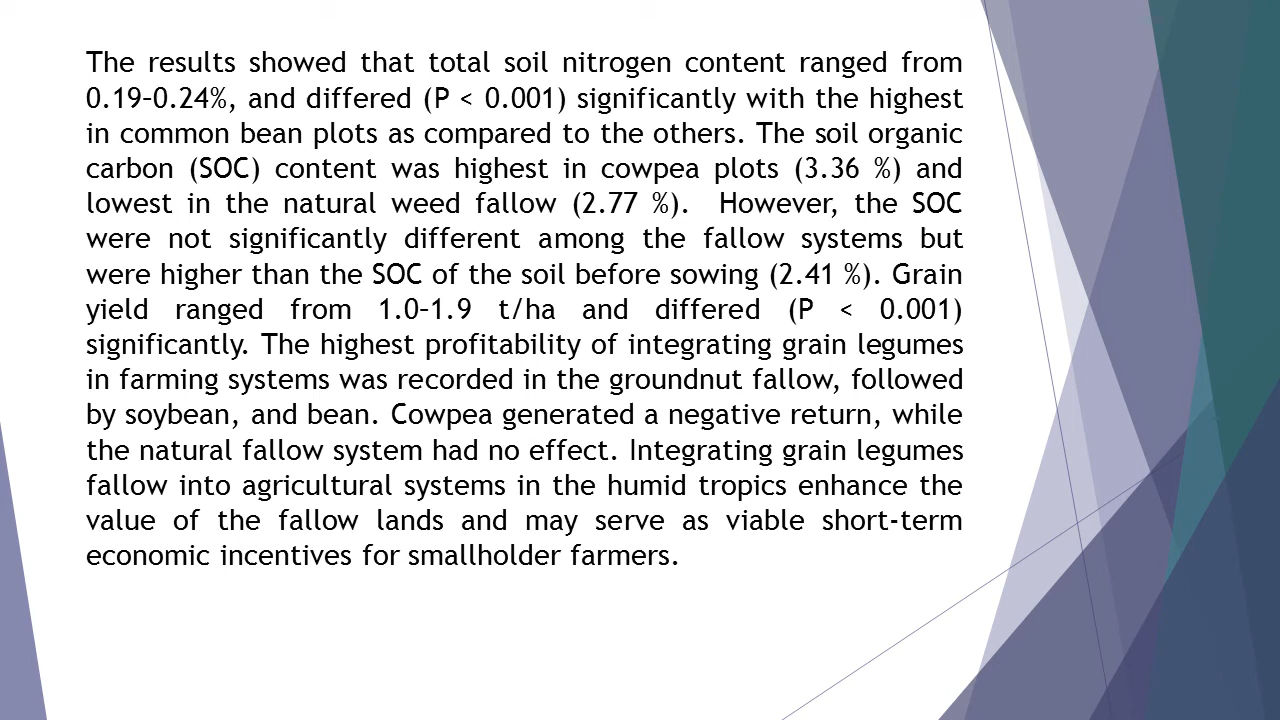 The results showed that total soil nitrogen content ranged from
0.19–0.24%, and differed (P < 0.001) significantly with the highest
in common bean plots as compared to the others. The soil organic
carbon (SOC) content was highest in cowpea plots (3.36 %) and
lowest in the natural weed fallow (2.77 %).  However, the SOC
were not significantly different among the fallow systems but
were higher than the SOC of the soil before sowing (2.41 %). Grain
yield ranged from 1.0–1.9 t/ha and differed (P < 0.001)
significantly. The highest profitability of integrating grain legumes
in farming systems was recorded in the groundnut fallow, followed
by soybean, and bean. Cowpea generated a negative return, while
the natural fallow system had no effect. Integrating grain legumes
fallow into agricultural systems in the humid tropics enhance the
value of the fallow lands and may serve as viable short-term
economic incentives for smallholder farmers.